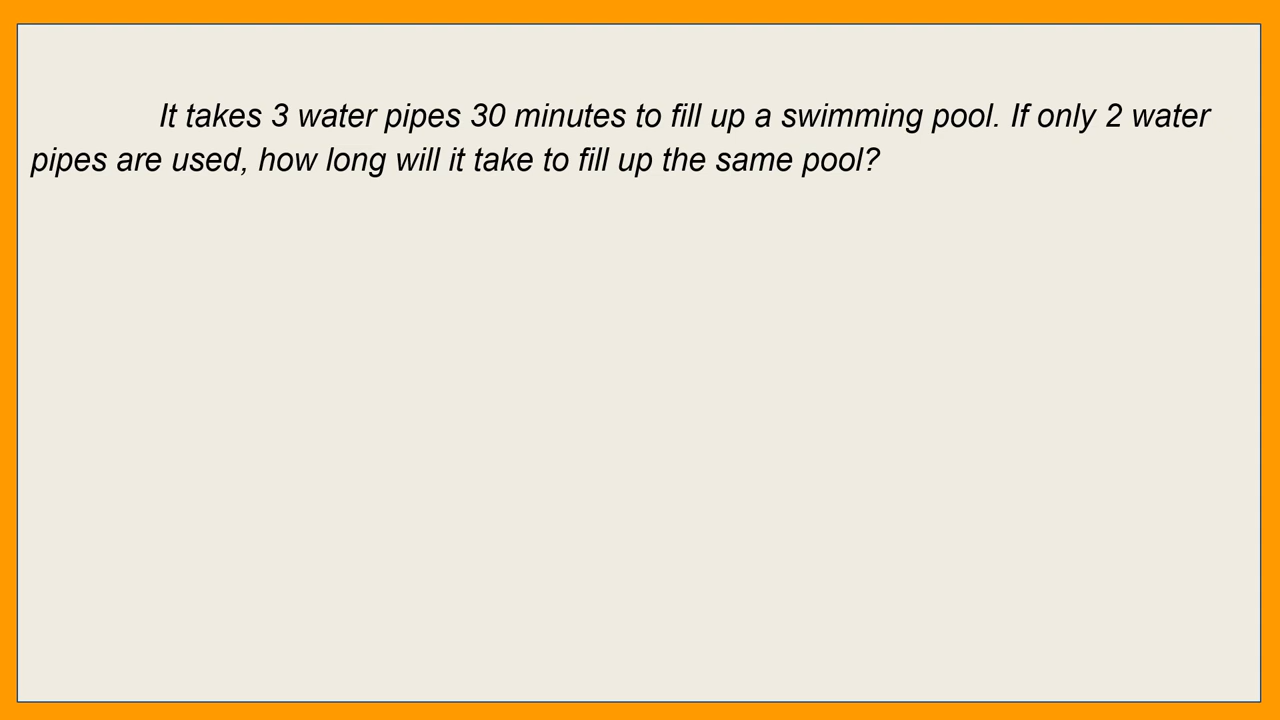 It takes 3 water pipes 30 minutes to fill up a swimming pool. If only 2 water
pipes are used, how long will it take to fill up the same pool?